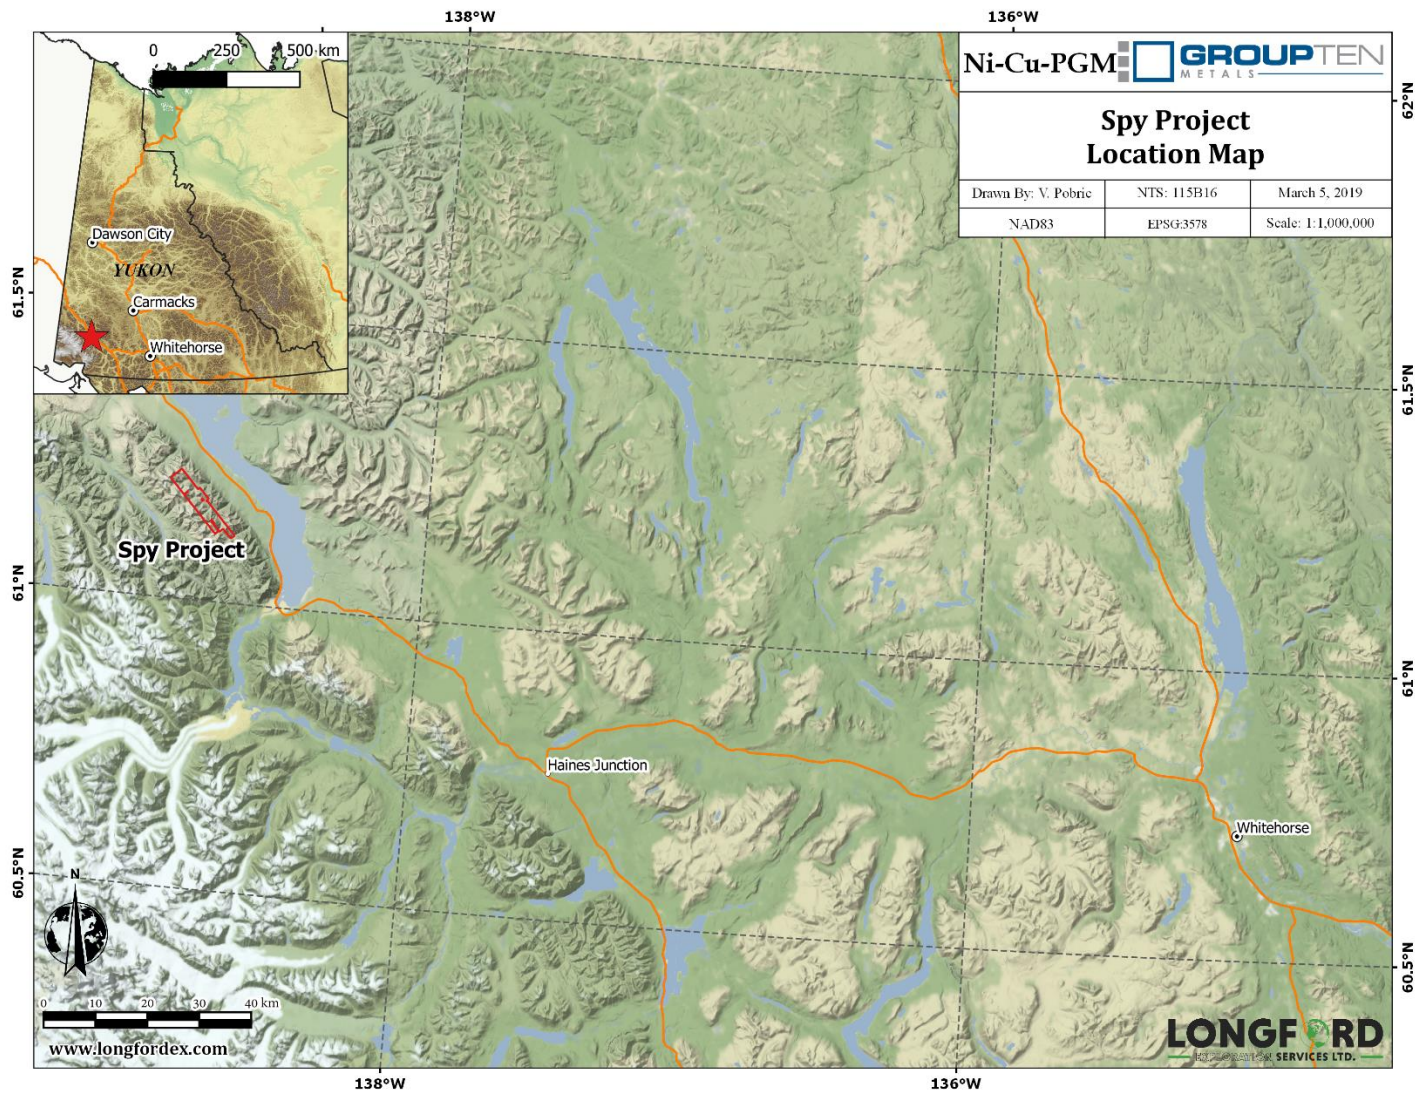 138°W
136°W
0 250 500 km
Dawson City
YUKON
Carmacks
Whitehorse
Ni-Cu-PGM
GROUPTEN
METALS
Spy Project
Location Map
Drawn By: V. Pobric
NTS: 115B16
March 5, 2019
NAD83
EPSG:3578
Scale: 1:1,000,000
62°N
61.5°N
61.5°N
Spy Project
61°N
61°N
Haines Junction
Whitehorse
60.5°N
60.5°N
N
0 10 20 30 40 km
www.longfordex.com
LONGFORD
EXPLORATION SERVICES LTD.
138°W
136°W